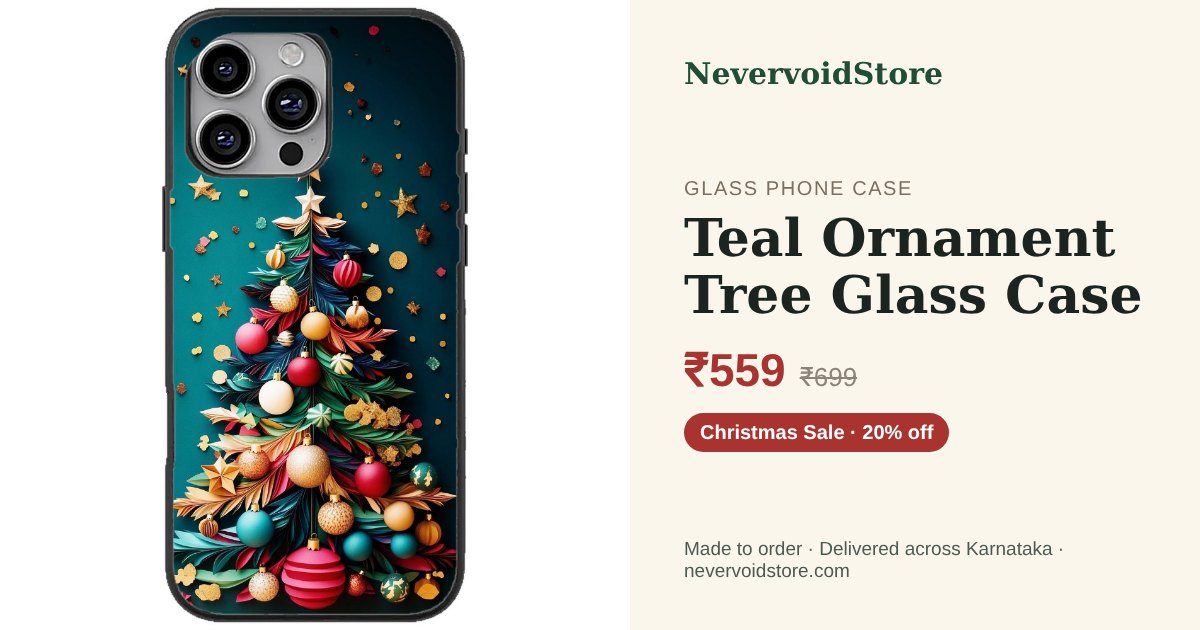 NevervoidStore
GLASS PHONE CASE
Teal Ornament
Tree Glass Case
₹559 ₹699
Christmas Sale · 20% off
Made to order · Delivered across Karnataka ·
nevervoidstore.com